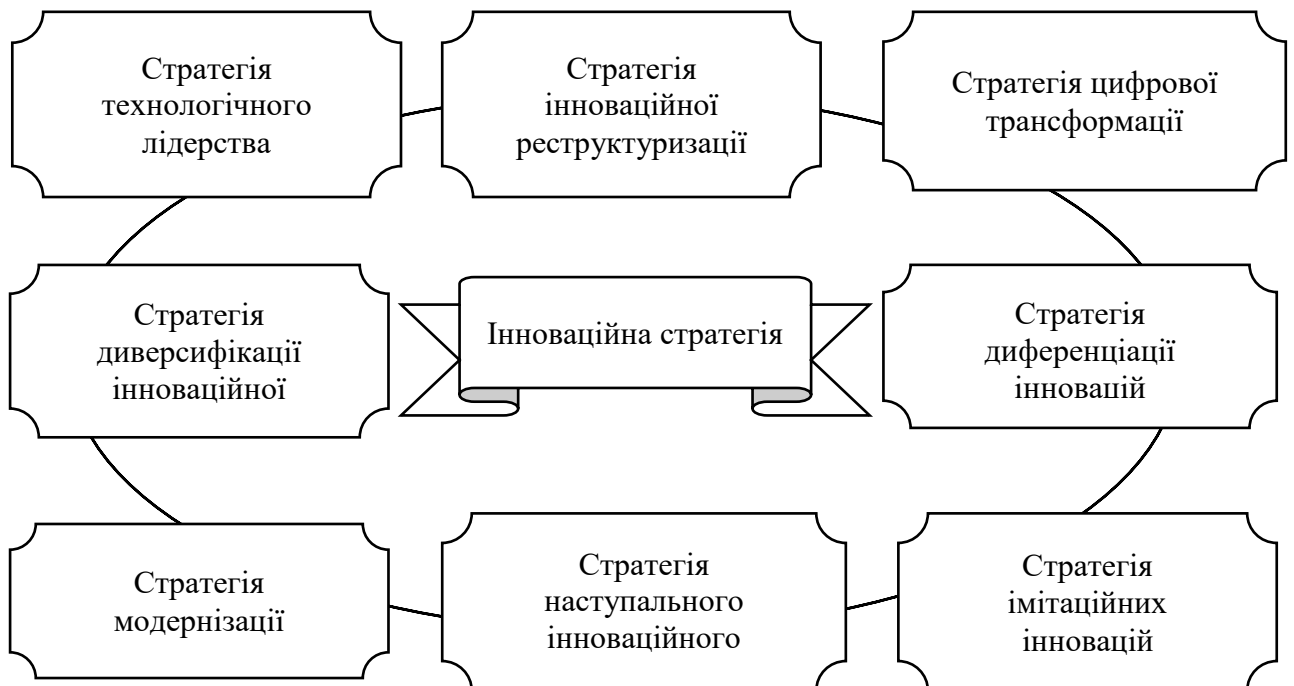 Стратегія
технологічного
лідерства
Стратегія
інноваційної
реструктуризації
Стратегія цифрової
трансформації
Стратегія
диверсифікації
інноваційної
Інноваційна стратегія
Стратегія
диференціації
інновацій
Стратегія
модернізації
Стратегія
наступального
інноваційного
Стратегія
імітаційних
інновацій